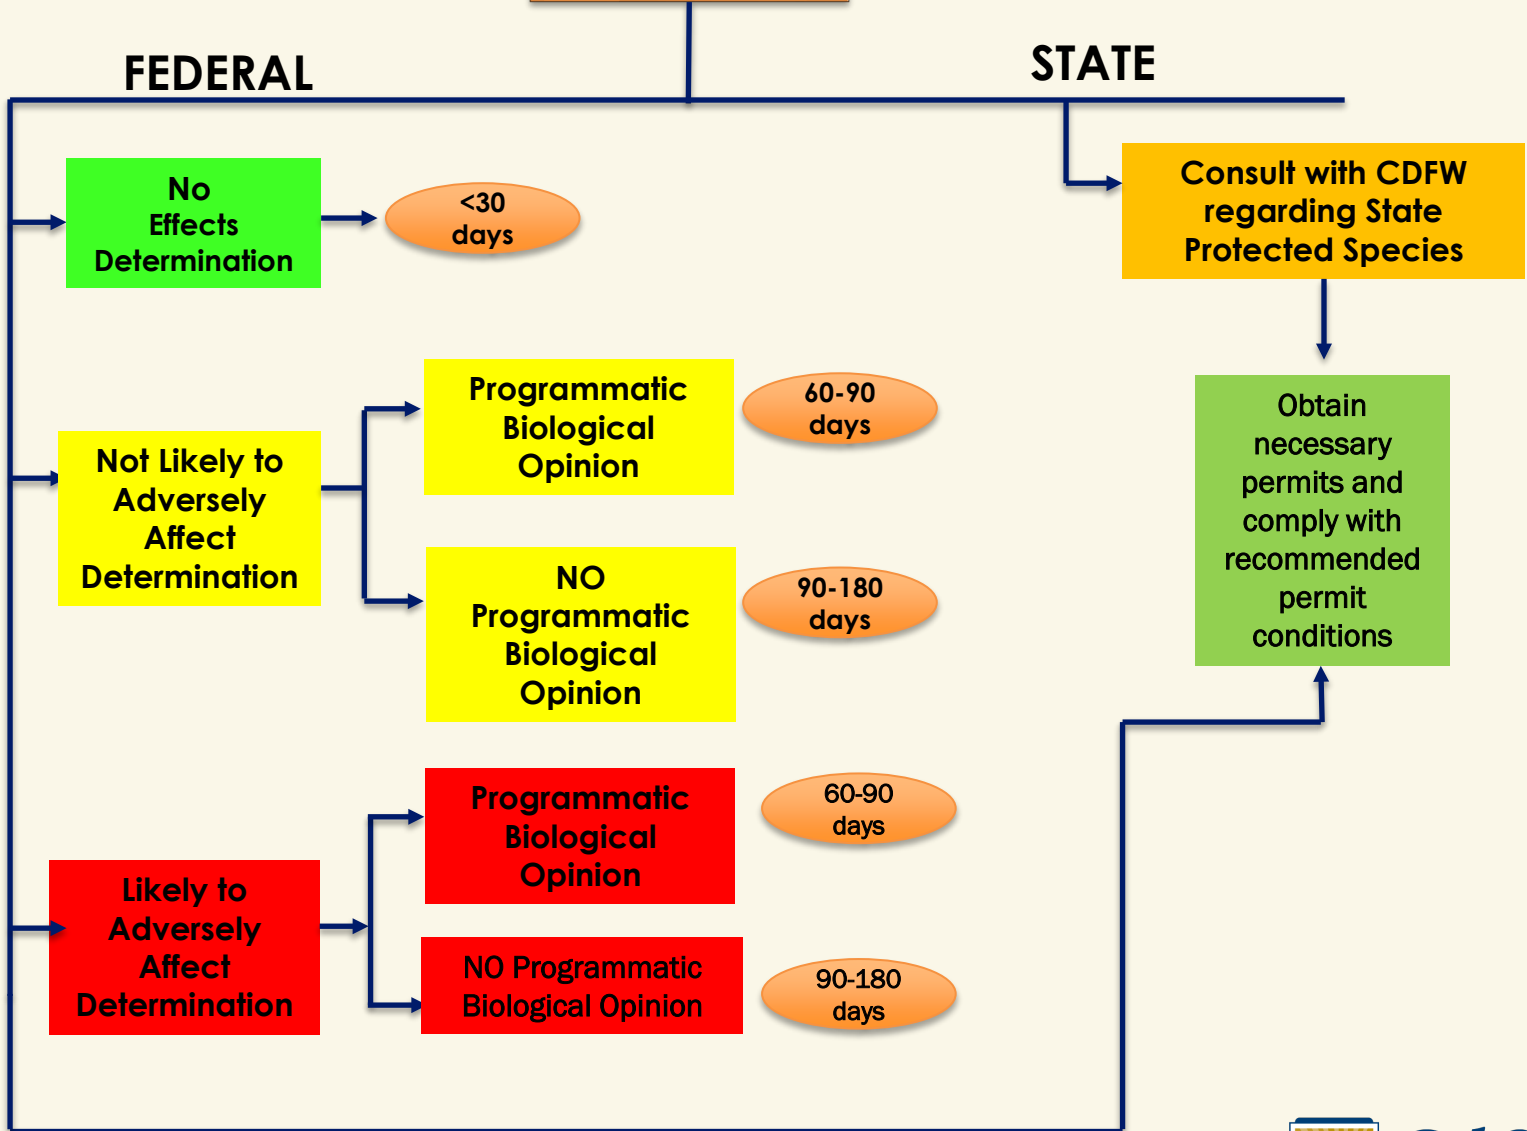 FEDERAL
STATE
No
Effects
Determination
<30
days
Consult with CDFW
regarding State
Protected Species
Programmatic
Biological
Opinion
60-90
days
Obtain
necessary
permits and
comply with
recommended
permit
conditions
Not Likely to
Adversely
Affect
Determination
NO
Programmatic
Biological
Opinion
90-180
days
Programmatic
Biological
Opinion
60-90
days
Likely to
Adversely
Affect
Determination
NO Programmatic
Biological Opinion
90-180
days